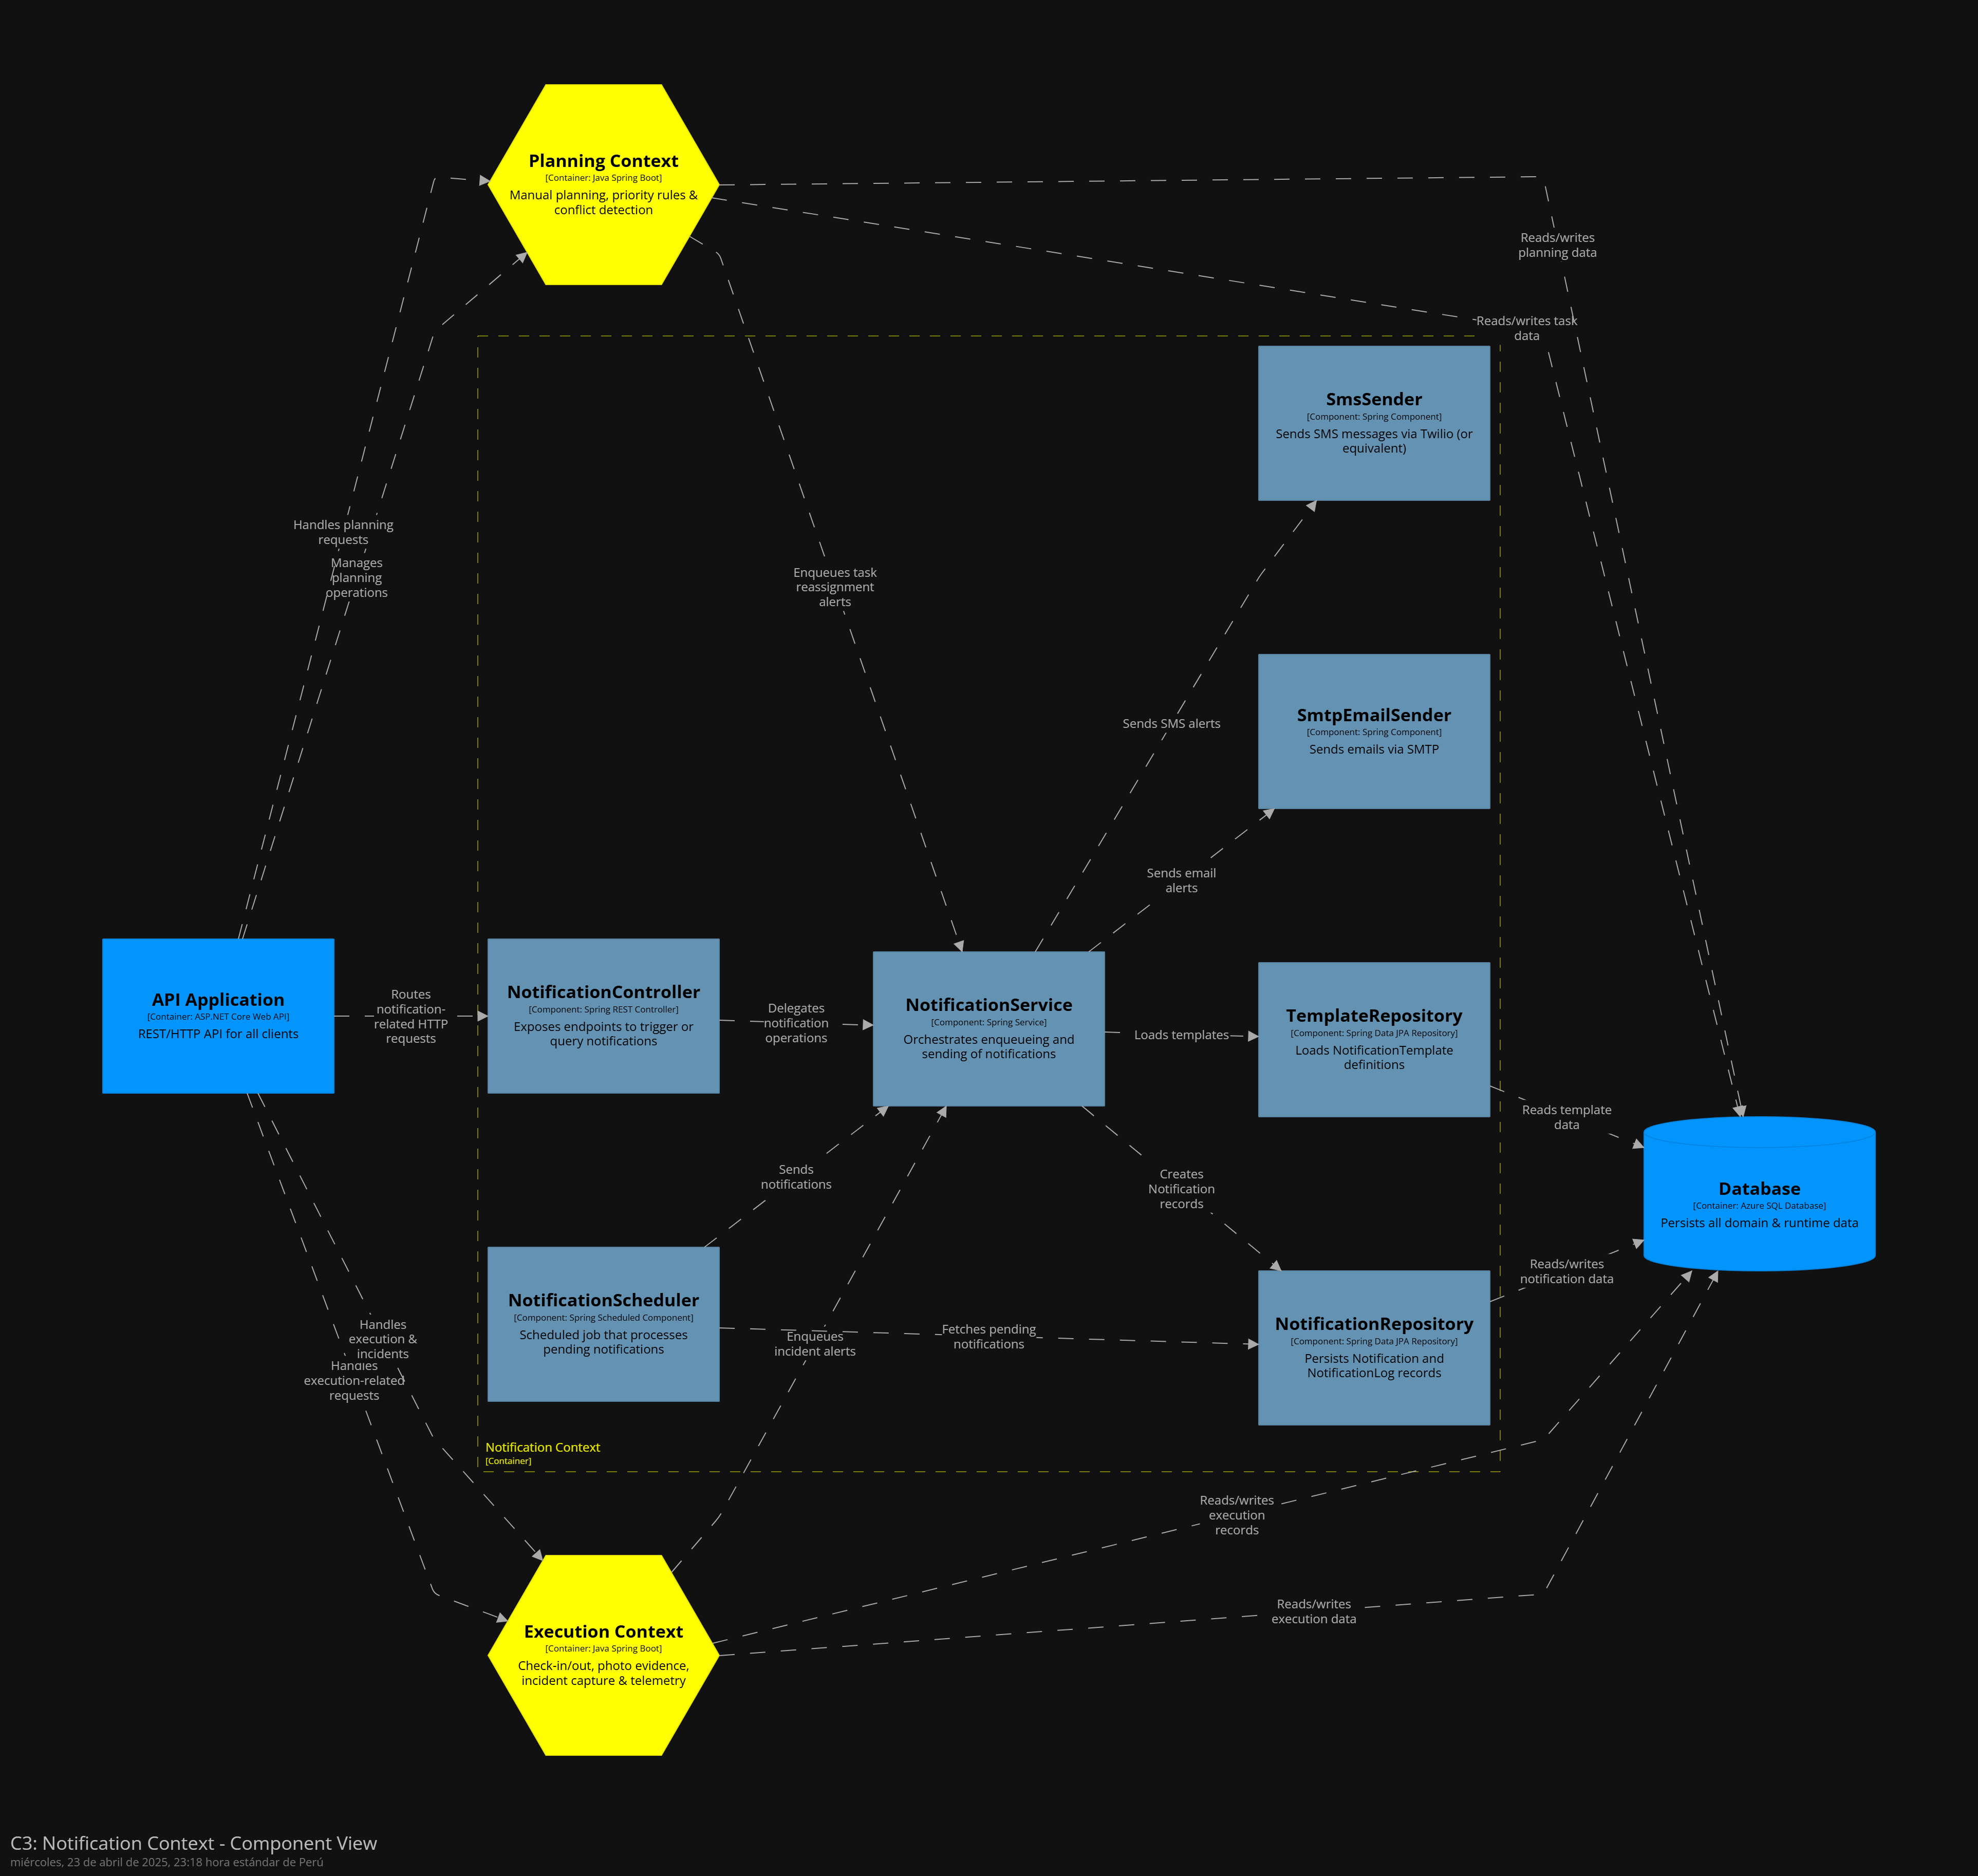 Planning Context
[Container: Java Spring Boot]
Manual planning, priority rules &
conflict detection
Reads/writes
planning data
Reads/writes task
data
SmsSender
[Component: Spring Component]
Sends SMS messages via Twilio (or
equivalent)
Handles planning
requests
Manages
planning
operations
Enqueues task
reassignment
alerts
Sends SMS alerts
SmtpEmailSender
[Component: Spring Component]
Sends emails via SMTP
Sends email
alerts
API Application
[Container: ASP.NET Core Web API]
REST/HTTP API for all clients
Routes
notification-
related HTTP
requests
NotificationController
[Component: Spring REST Controller]
Exposes endpoints to trigger or
query notifications
Delegates
notification
operations
NotificationService
[Component: Spring Service]
Orchestrates enqueueing and
sending of notifications
Loads templates
TemplateRepository
[Component: Spring Data JPA Repository]
Loads NotificationTemplate
definitions
Reads template
data
Database
[Container: Azure SQL Database]
Persists all domain & runtime data
Sends
notifications
Creates
Notification
records
Reads/writes
notification data
NotificationScheduler
[Component: Spring Scheduled Component]
Scheduled job that processes
pending notifications
Enqueues
incident alerts
Fetches pending
notifications
NotificationRepository
[Component: Spring Data JPA Repository]
Persists Notification and
NotificationLog records
Handles
execution &
incidents
Handles
execution-related
requests
Notification Context
[Container]
Reads/writes
execution
records
Reads/writes
execution data
Execution Context
[Container: Java Spring Boot]
Check-in/out, photo evidence,
incident capture & telemetry
C3: Notification Context - Component View
miércoles, 23 de abril de 2025, 23:18 hora estándar de Perú